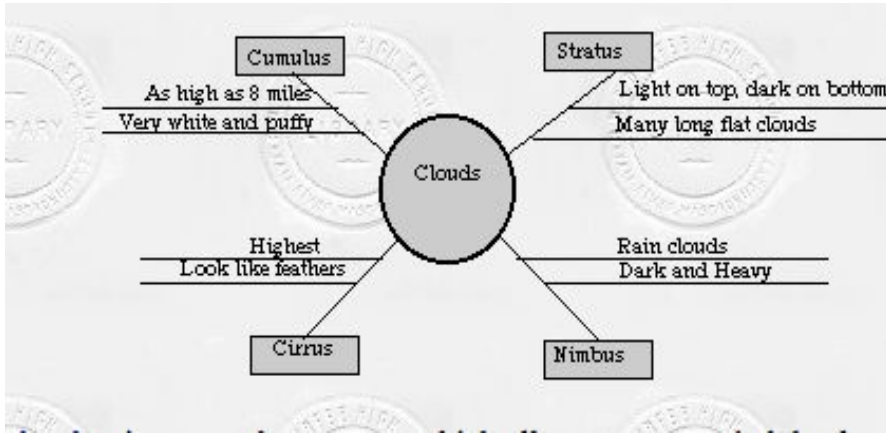 Cumulus
As high as 8 miles
Very white and puffy
Stratus
Light on top, dark on bottom
Many long flat clouds
Clouds
Highest
Look like feathers
Cirrus
Rain clouds
Dark and Heavy
Nimbus